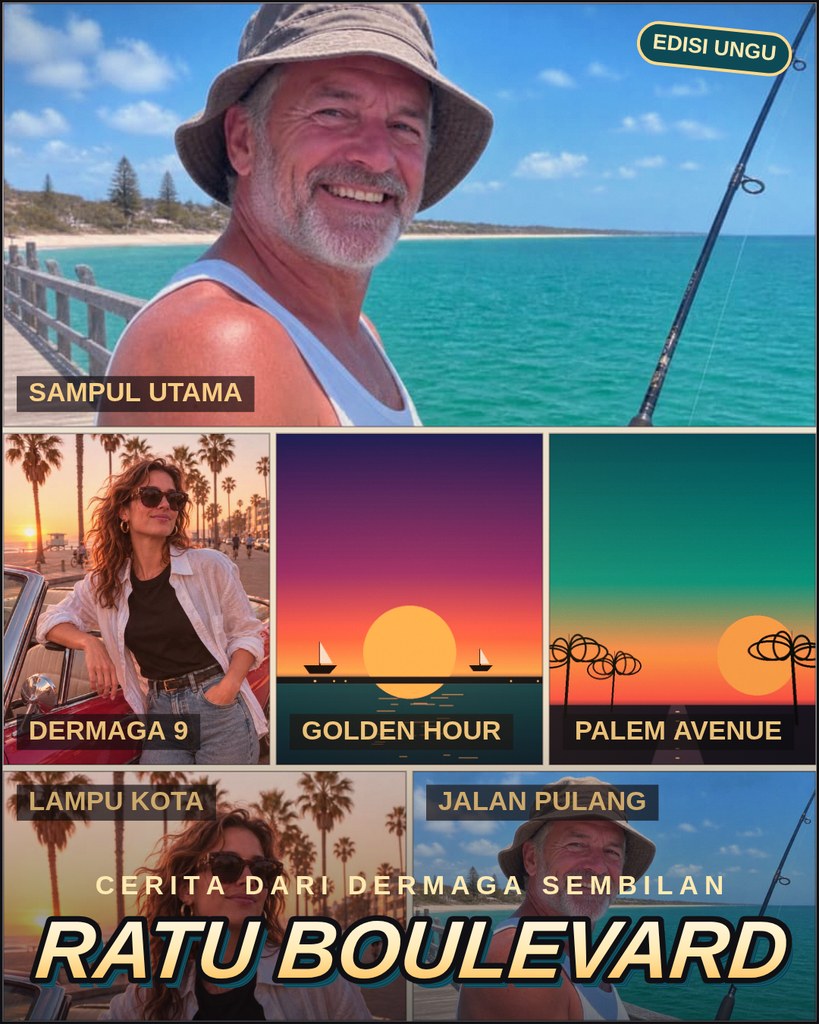 EDISI UNGU
SAMPUL UTAMA
DERMAGA 9
GOLDEN HOUR
PALEM AVENUE
LAMPU KOTA
JALAN PULANG
CERITA DARI DERMAGA SEMBILAN
RATU BOULEVARD